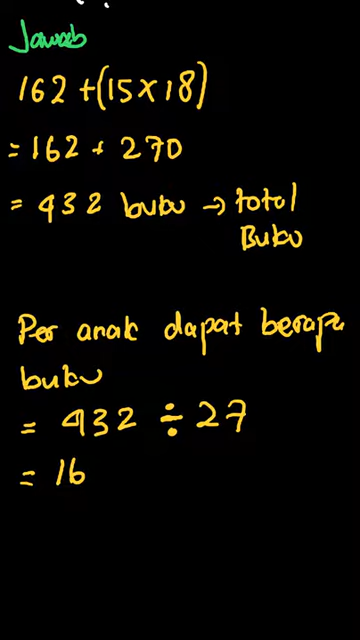 Jawab
162 + (15 x 18)
= 162 + 270
= 432 buku → total
Buku
Per anak dapat berapa
buku
= 432 ÷ 27
= 16